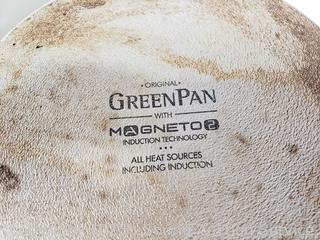 • ORIGINAL •
GREENPAN
WITH
MAGNETO2
INDUCTION TECHNOLOGY
• • •
ALL HEAT SOURCES
INCLUDING INDUCTION